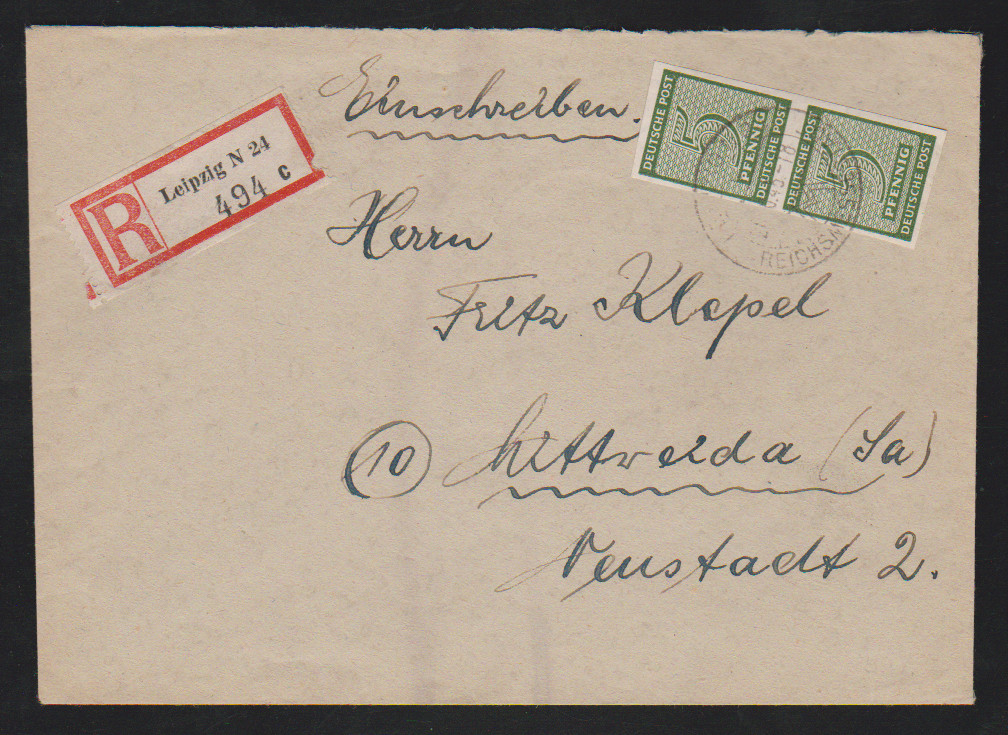 Einschreiben.
R Leipzig N 24
494 c
DEUTSCHE POST 5 PFENNIG DEUTSCHE POST
DEUTSCHE POST 5 PFENNIG DEUTSCHE POST
REICHSM
Herrn
Fritz Klepel
10 Mittweida (Sa)
Neustadt 2.